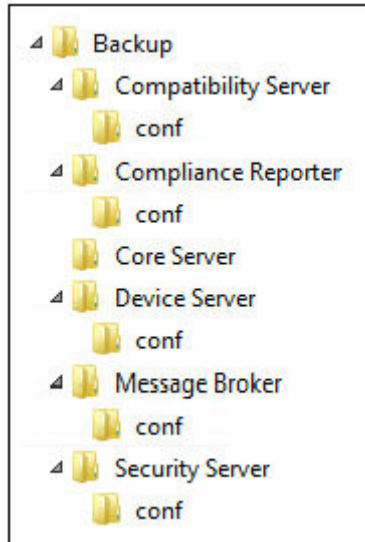 Backup
Compatibility Server
conf
Compliance Reporter
conf
Core Server
Device Server
conf
Message Broker
conf
Security Server
conf